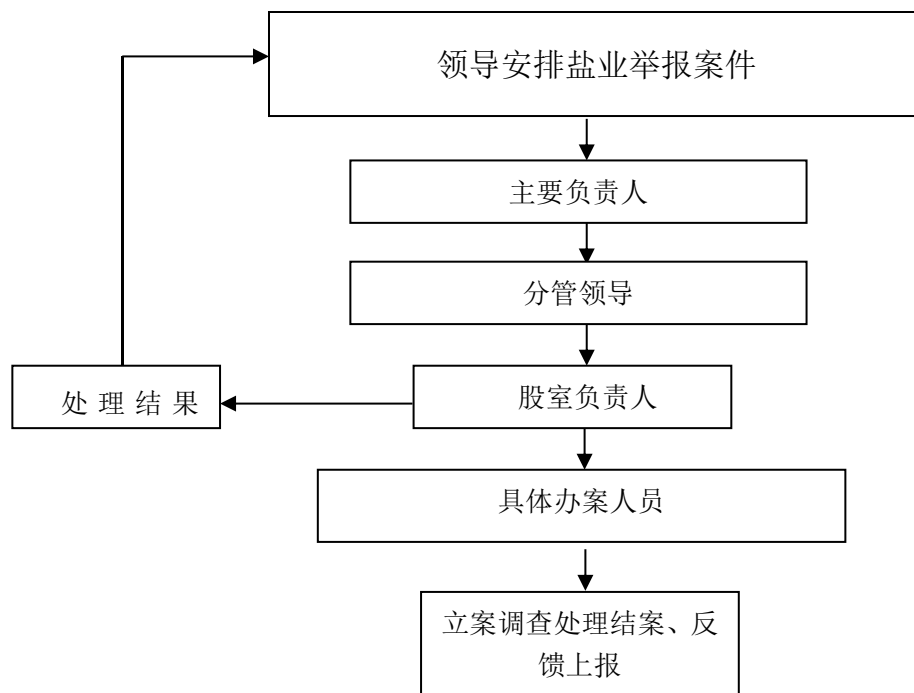 领导安排盐业举报案件
主要负责人
分管领导
处理结果
股室负责人
具体办案人员
立案调查处理结案、反
馈上报